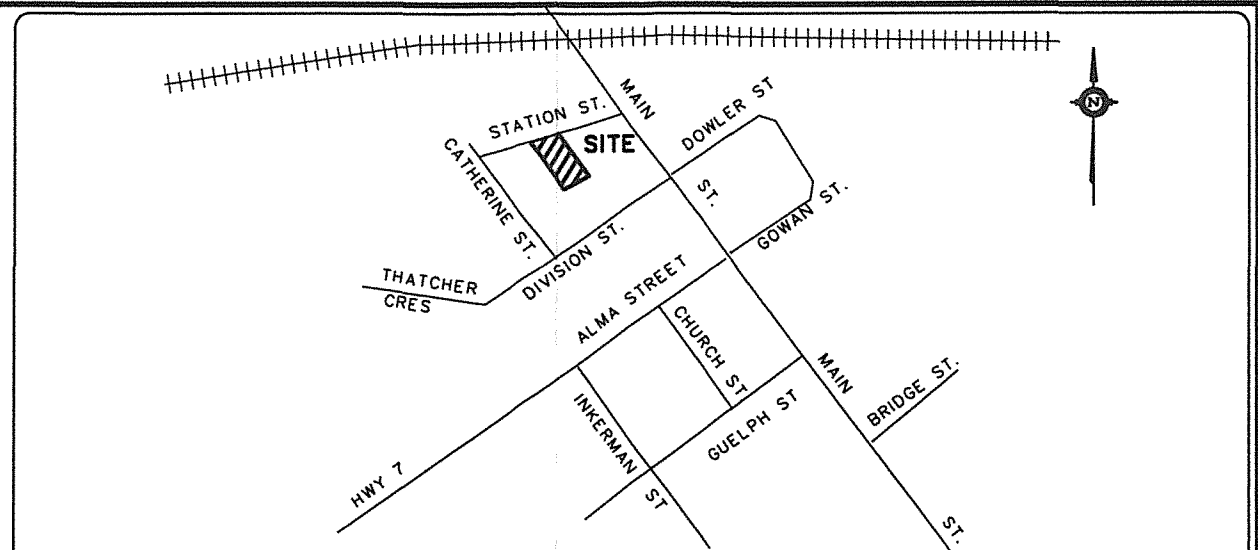 MAIN
ST.
DOWLER ST
STATION ST.
SITE
CATHERINE ST.
GOWAN ST.
DIVISION ST.
THATCHER
CRES
ALMA STREET
CHURCH ST
MAIN
ST.
BRIDGE ST.
INKERMAN
ST
GUELPH ST
HWY 7
N